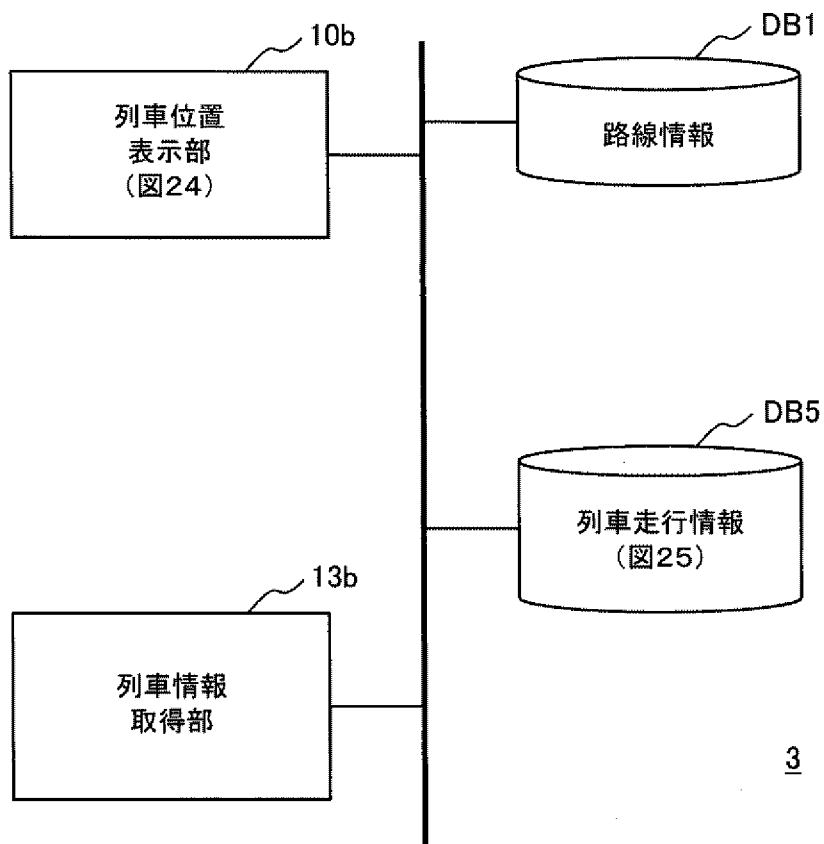 10b
列車位置
表示部
(図24)
DB1
路線情報
DB5
列車走行情報
(図25)
13b
列車情報
取得部
3